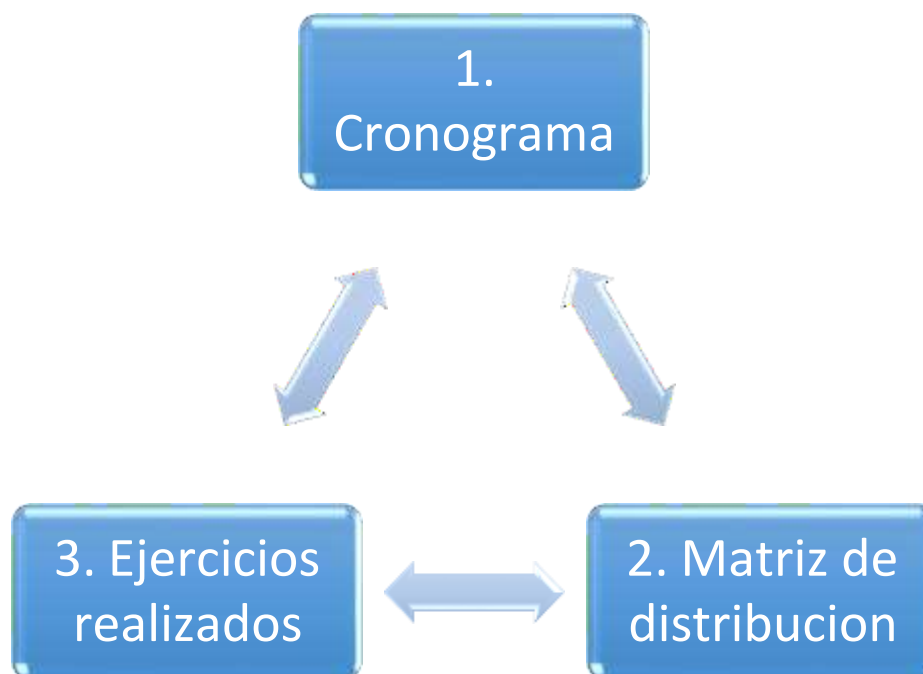 1.
Cronograma
3. Ejercicios
realizados
2. Matriz de
distribucion